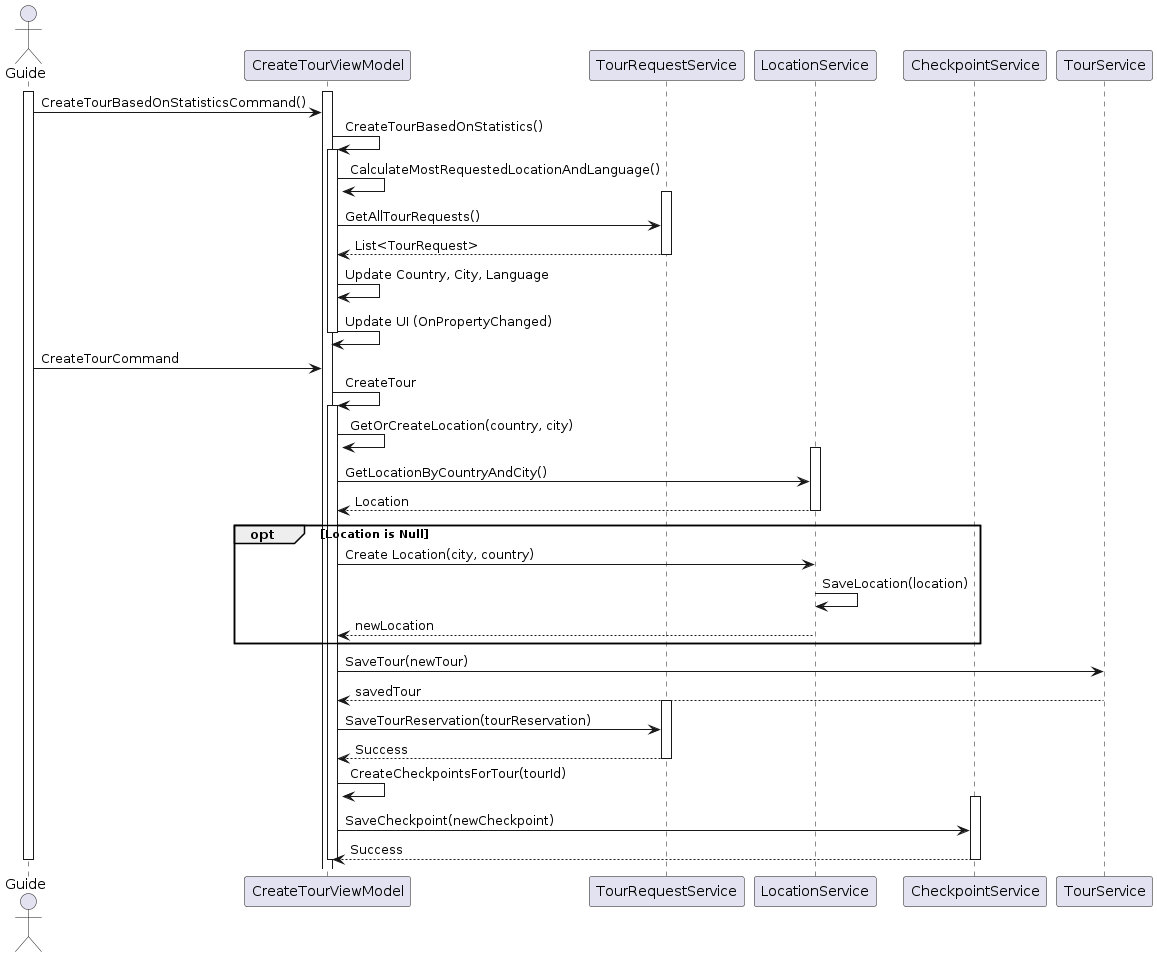 Guide
CreateTourViewModel
TourRequestService
LocationService
CheckpointService
TourService
CreateTourBasedOnStatisticsCommand()
CreateTourBasedOnStatistics()
CalculateMostRequestedLocationAndLanguage()
GetAllTourRequests()
List<TourRequest>
Update Country, City, Language
Update UI (OnPropertyChanged)
CreateTourCommand
CreateTour
GetOrCreateLocation(country, city)
GetLocationByCountryAndCity()
Location
opt [Location is Null]
Create Location(city, country)
SaveLocation(location)
newLocation
SaveTour(newTour)
savedTour
SaveTourReservation(tourReservation)
Success
CreateCheckpointsForTour(tourId)
SaveCheckpoint(newCheckpoint)
Success
Guide
CreateTourViewModel
TourRequestService
LocationService
CheckpointService
TourService